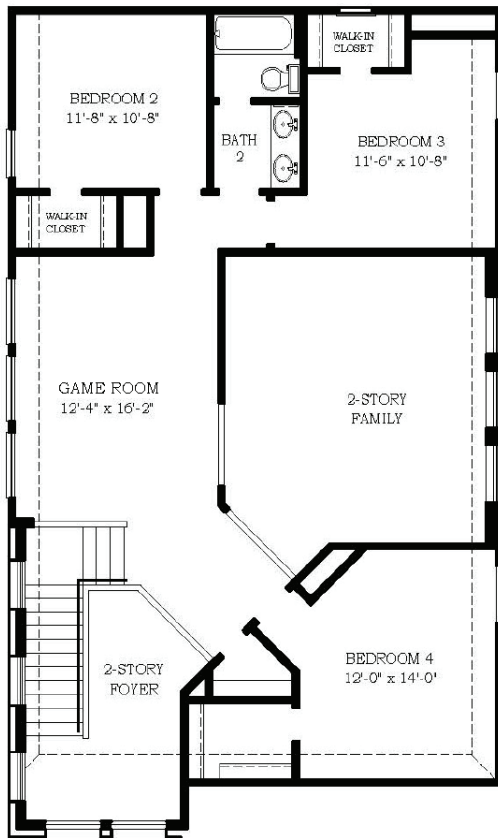 WALK-IN
CLOSET
BEDROOM 2
11'-8" x 10'-8"
BATH
2
BEDROOM 3
11'-6" x 10'-8"
WALK-IN
CLOSET
GAME ROOM
12'-4" x 16'-2"
2-STORY
FAMILY
2-STORY
FOYER
BEDROOM 4
12'-0" x 14'-0'